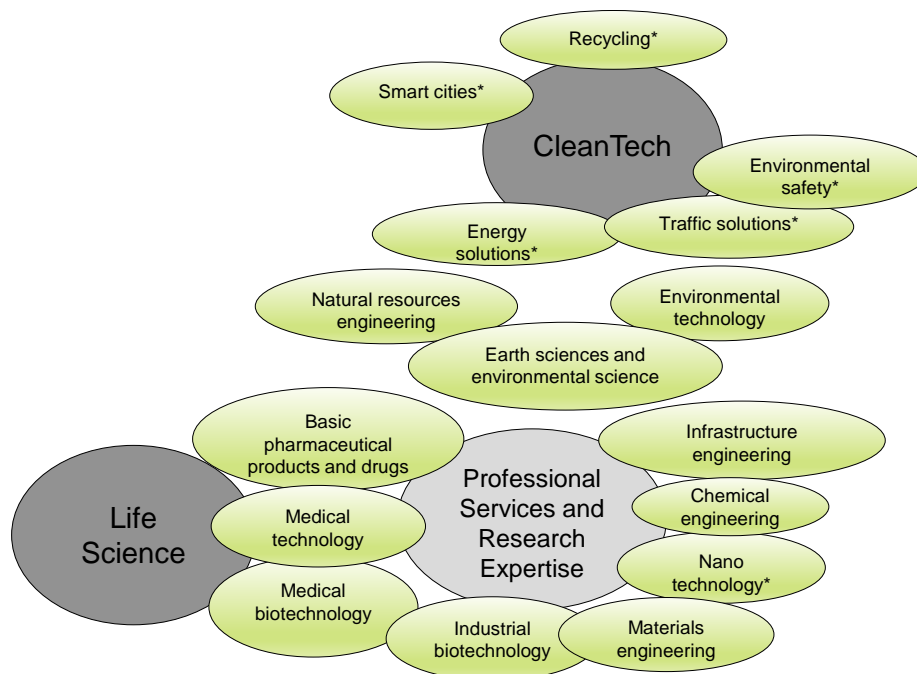 Recycling*
Smart cities*
CleanTech
Environmental
safety*
Traffic solutions*
Energy
solutions*
Natural resources
engineering
Environmental
technology
Earth sciences and
environmental science
Basic
pharmaceutical
products and drugs
Infrastructure
engineering
Professional
Services and
Research
Expertise
Life
Science
Medical
technology
Chemical
engineering
Nano
technology*
Medical
biotechnology
Industrial
biotechnology
Materials
engineering